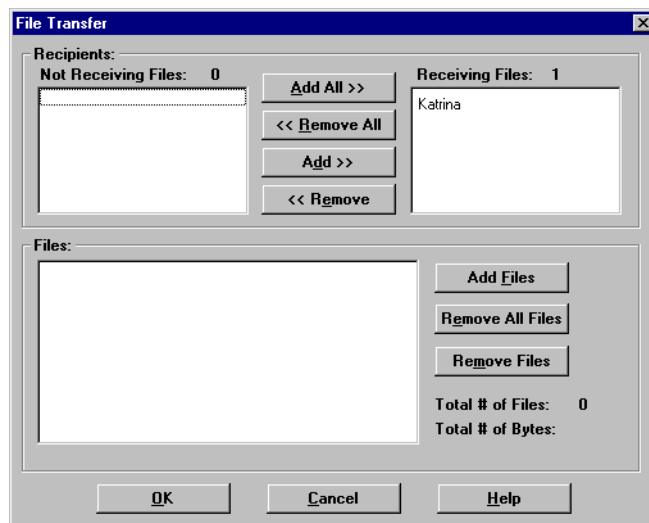 File Transfer
Recipients:
Not Receiving Files: 0
Add All >>
<< Remove All
Add >>
<< Remove
Receiving Files: 1
Katrina
Files:
Add Files
Remove All Files
Remove Files
Total # of Files: 0
Total # of Bytes:
OK
Cancel
Help